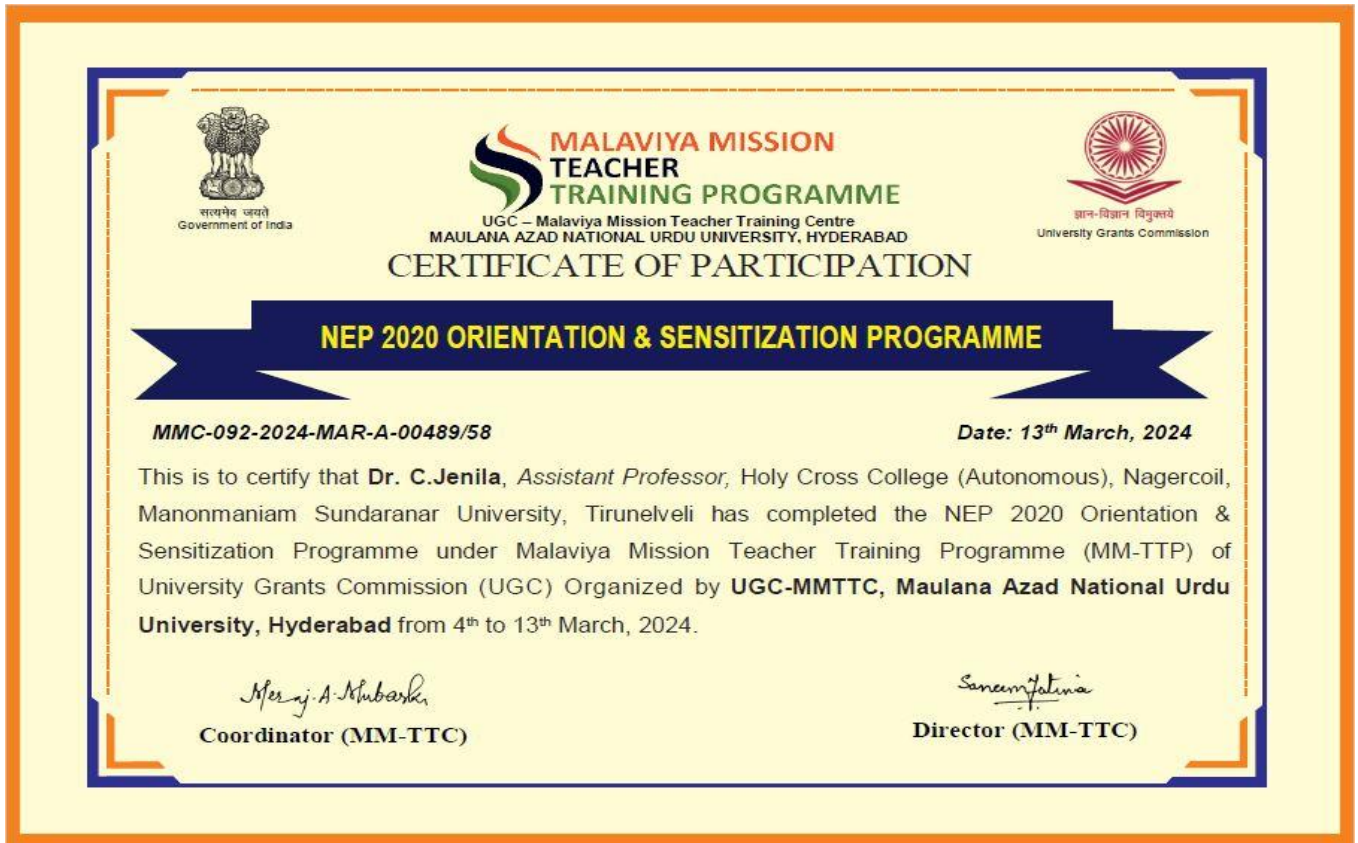 सत्यमेव जयते
Government of India
MALAVIYA MISSION
TEACHER
TRAINING PROGRAMME
UGC – Malaviya Mission Teacher Training Centre
MAULANA AZAD NATIONAL URDU UNIVERSITY, HYDERABAD
ज्ञान-विज्ञान विमुक्तये
University Grants Commission
CERTIFICATE OF PARTICIPATION
NEP 2020 ORIENTATION & SENSITIZATION PROGRAMME
MMC-092-2024-MAR-A-00489/58
Date: 13th March, 2024
This is to certify that Dr. C.Jenila, Assistant Professor, Holy Cross College (Autonomous), Nagercoil,
Manonmaniam Sundaranar University, Tirunelveli has completed the NEP 2020 Orientation &
Sensitization Programme under Malaviya Mission Teacher Training Programme (MM-TTP) of
University Grants Commission (UGC) Organized by UGC-MMTTC, Maulana Azad National Urdu
University, Hyderabad from 4th to 13th March, 2024.
Coordinator (MM-TTC)
Director (MM-TTC)